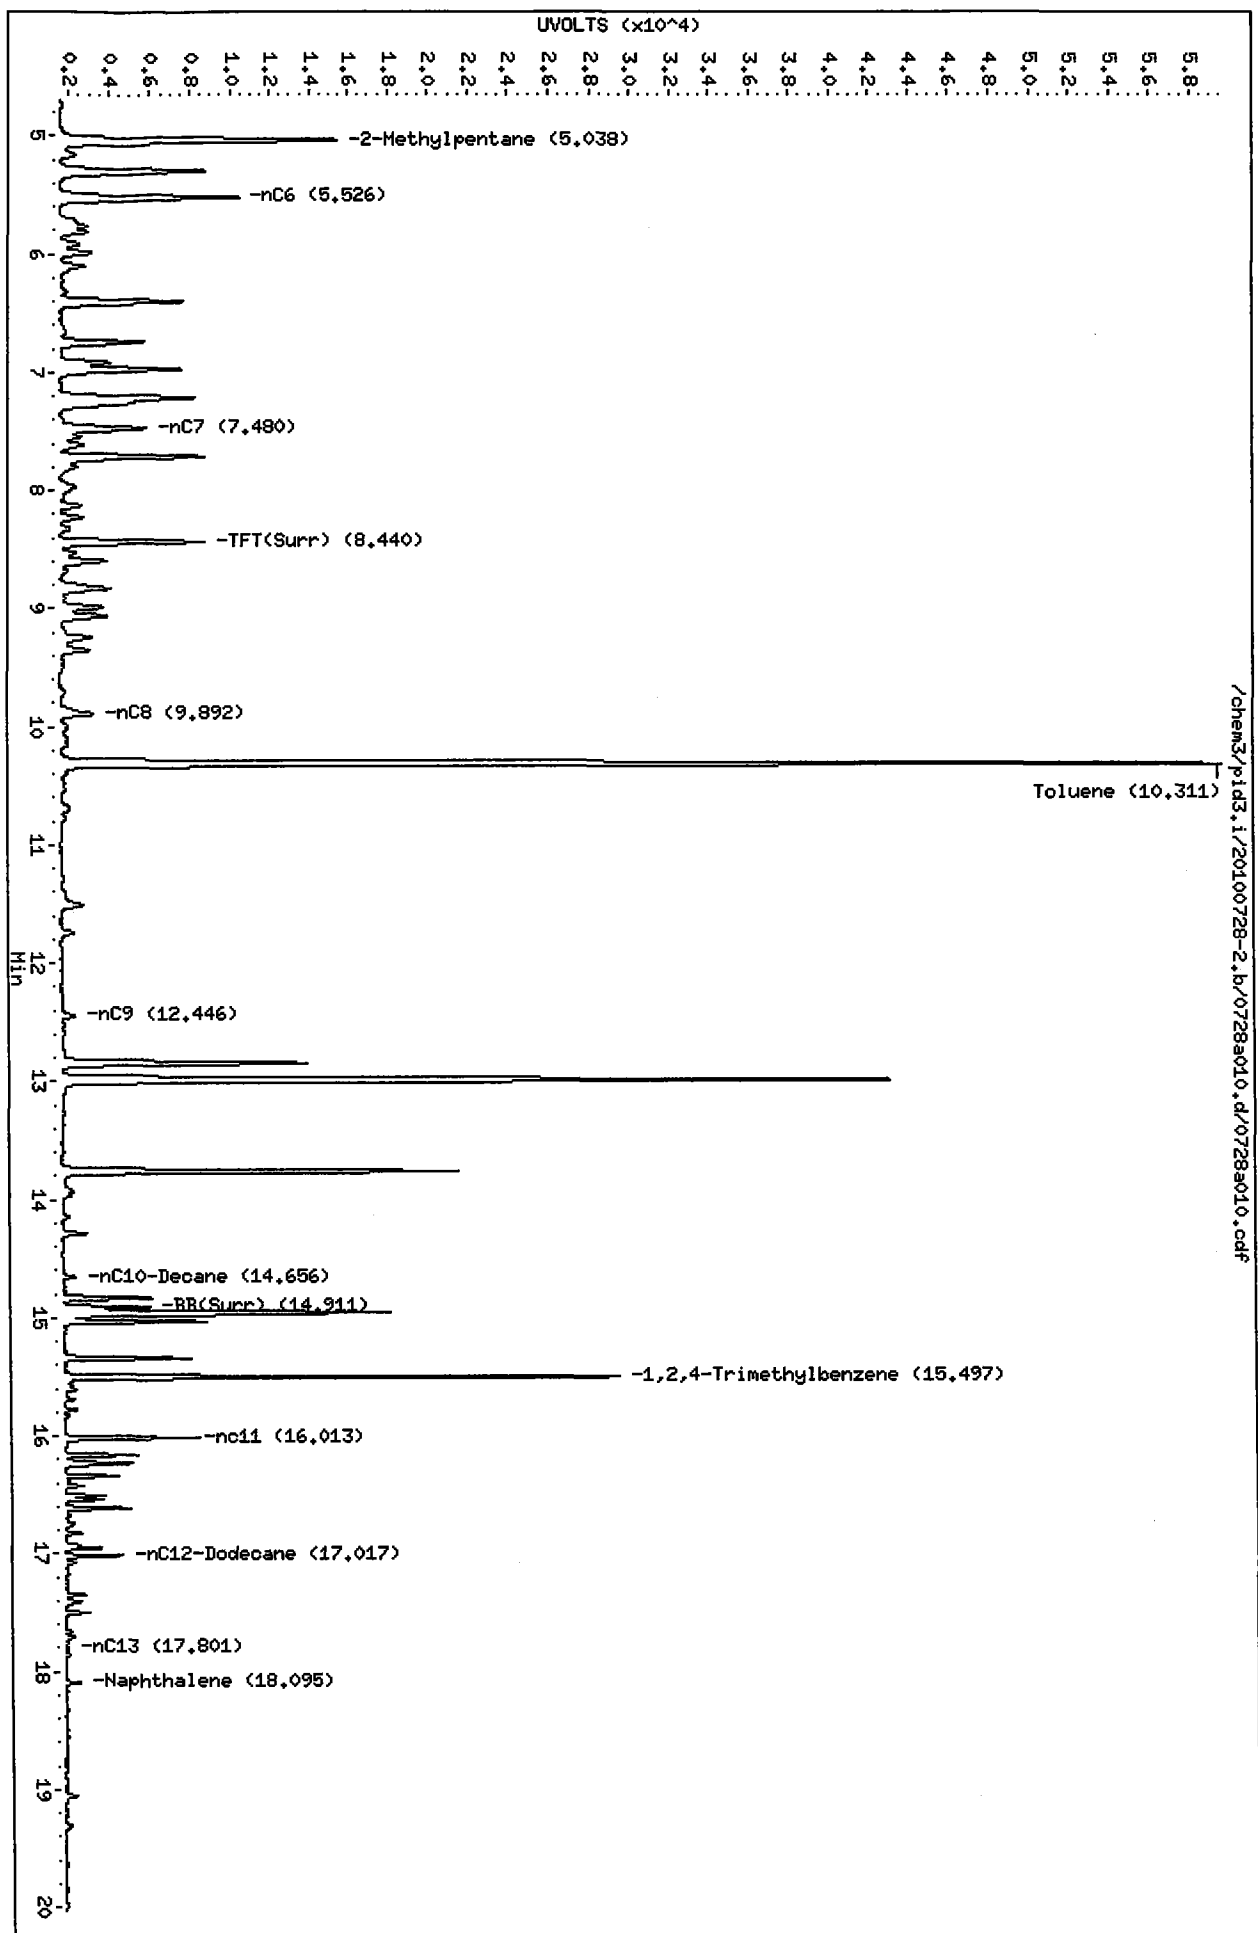 /chem3/pid3.i/20100728-2.b/0728a010.d/0728a010.cdf
UVOLTS (x10^4)
5.8
5.6
5.4
5.2
5.0
4.8
4.6
4.4
4.2
4.0
3.8
3.6
3.4
3.2
3.0
2.8
2.6
2.4
2.2
2.0
1.8
1.6
1.4
1.2
1.0
0.8
0.6
0.4
0.2
-2-Methylpentane (5.038)
-nC6 (5.526)
-nC7 (7.480)
-TFT(Surr) (8.440)
-nC8 (9.892)
Toluene (10.311)
-nC9 (12.446)
-nC10-Decane (14.656)
-BB(Surr) (14.911)
-1,2,4-Trimethylbenzene (15.497)
-nc11 (16.013)
-nC12-Dodecane (17.017)
-nC13 (17.801)
-Naphthalene (18.095)
5
6
7
8
9
10
11
12
13
14
15
16
17
18
19
20
Min